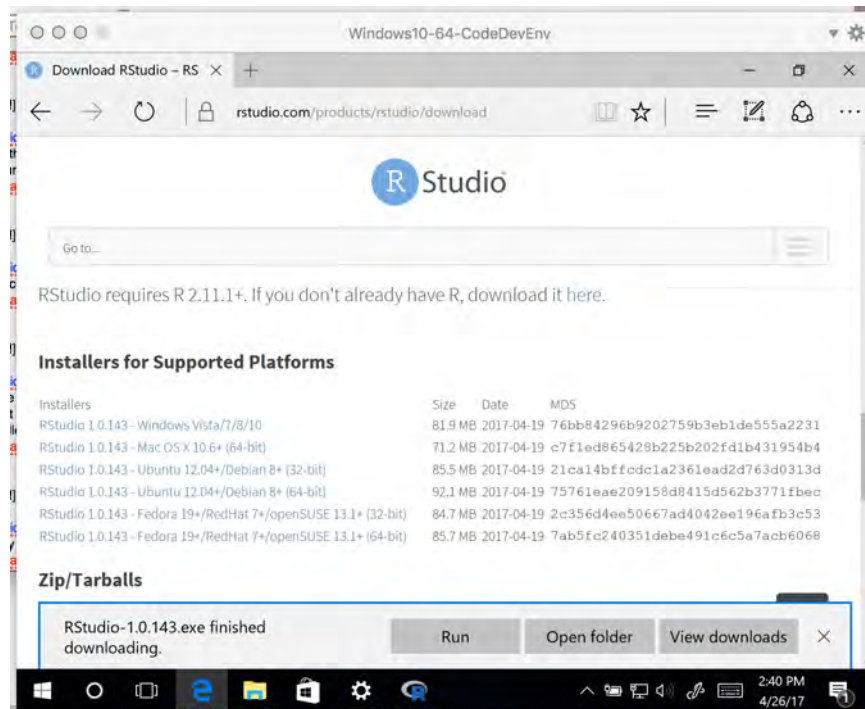 Windows10-64-CodeDevEnv
Download RStudio – RS
rstudio.com/products/rstudio/download
R Studio
Go to...
RStudio requires R 2.11.1+. If you don't already have R, download it here.
Installers for Supported Platforms
Installers Size Date MD5
RStudio 1.0.143 - Windows Vista/7/8/10 81.9 MB 2017-04-19 76bb84296b9202759b3eb1de555a2231
RStudio 1.0.143 - Mac OS X 10.6+ (64-bit) 71.2 MB 2017-04-19 c7f1ed865428b225b202fd1b431954b4
RStudio 1.0.143 - Ubuntu 12.04+/Debian 8+ (32-bit) 85.5 MB 2017-04-19 21ca14bffcdc1a2361ead2d763d0313d
RStudio 1.0.143 - Ubuntu 12.04+/Debian 8+ (64-bit) 92.1 MB 2017-04-19 75761eae209158d8415d562b3771fbec
RStudio 1.0.143 - Fedora 19+/RedHat 7+/openSUSE 13.1+ (32-bit) 84.7 MB 2017-04-19 2c356d4ee50667ad4042ee196afb3c53
RStudio 1.0.143 - Fedora 19+/RedHat 7+/openSUSE 13.1+ (64-bit) 85.7 MB 2017-04-19 7ab5fc240351debe491c6c5a7acb6068
Zip/Tarballs
RStudio-1.0.143.exe finished
downloading.
Run Open folder View downloads
2:40 PM
4/26/17
1